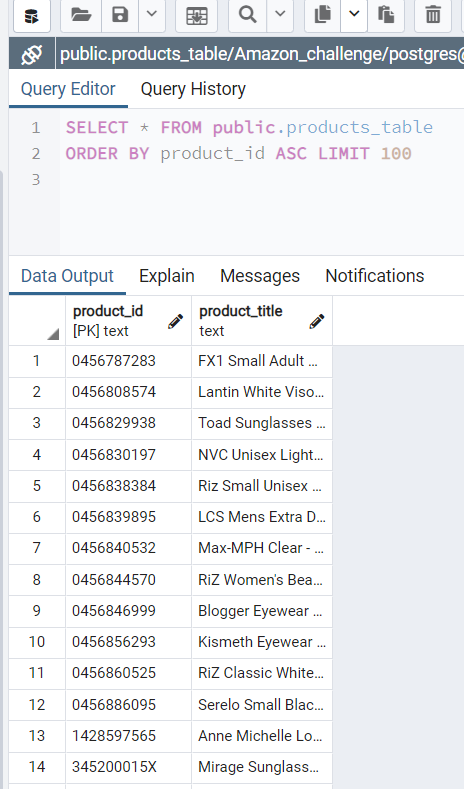 public.products_table/Amazon_challenge/postgres@
Query Editor Query History
1 SELECT * FROM public.products_table
2 ORDER BY product_id ASC LIMIT 100
3
Data Output Explain Messages Notifications
product_id product_title
[PK] text text
1 0456787283 FX1 Small Adult ...
2 0456808574 Lantin White Viso...
3 0456829938 Toad Sunglasses ...
4 0456830197 NVC Unisex Light...
5 0456838384 Riz Small Unisex ...
6 0456839895 LCS Mens Extra D...
7 0456840532 Max-MPH Clear - ...
8 0456844570 RiZ Women's Bea...
9 0456846999 Blogger Eyewear ...
10 0456856293 Kismeth Eyewear ...
11 0456860525 RiZ Classic White...
12 0456886095 Serelo Small Blac...
13 1428597565 Anne Michelle Lo...
14 345200015X Mirage Sunglass...